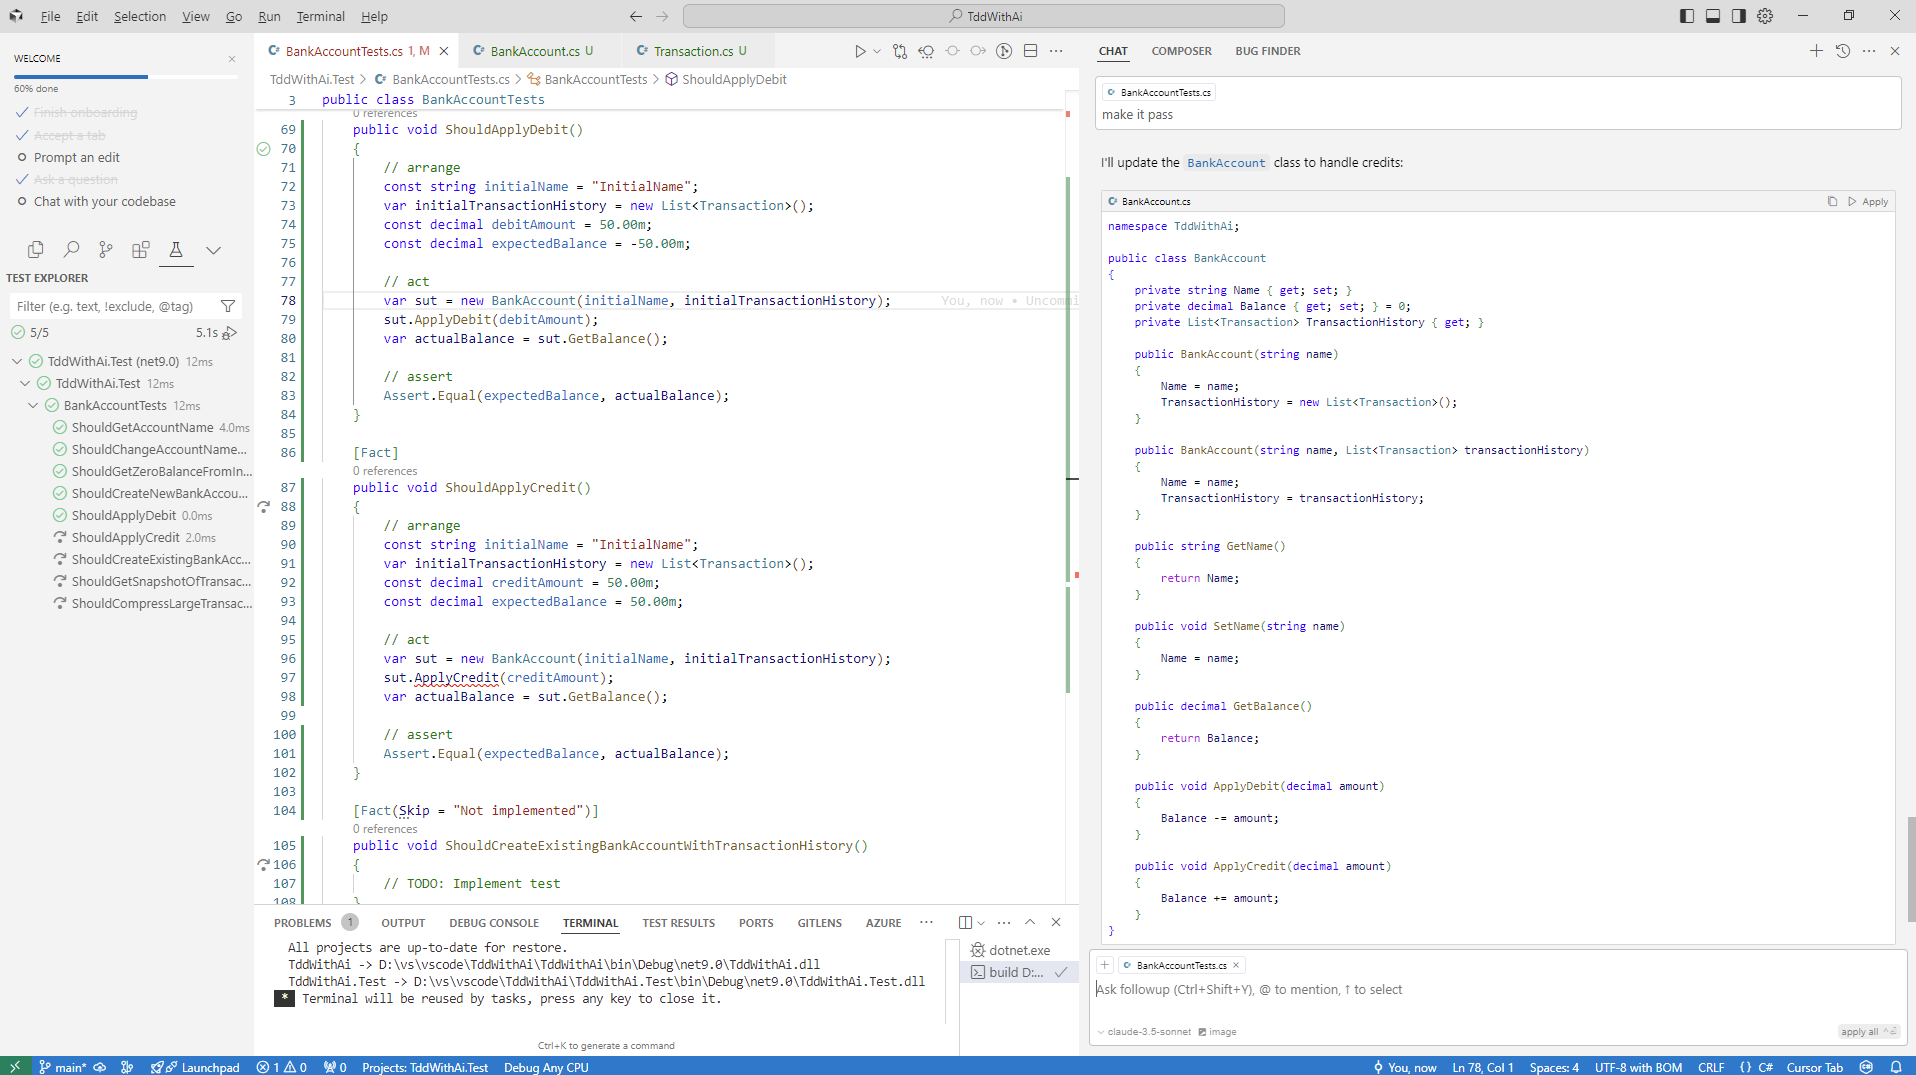 File Edit Selection View Go Run Terminal Help
TddWithAi
WELCOME
60% done
Finish onboarding
Accept a tab
Prompt an edit
Ask a question
Chat with your codebase
TEST EXPLORER
Filter (e.g. text, !exclude, @tag)
5/5 5.1s
TddWithAi.Test (net9.0) 12ms
TddWithAi.Test 12ms
BankAccountTests 12ms
ShouldGetAccountName 4.0ms
ShouldChangeAccountName...
ShouldGetZeroBalanceFromIn...
ShouldCreateNewBankAccou...
ShouldApplyDebit 0.0ms
ShouldApplyCredit 2.0ms
ShouldCreateExistingBankAcc...
ShouldGetSnapshotOfTransac...
ShouldCompressLargeTransac...
BankAccountTests.cs 1, M BankAccount.cs U Transaction.cs U
TddWithAi.Test > BankAccountTests.cs > BankAccountTests > ShouldApplyDebit
3 public class BankAccountTests
0 references
69 public void ShouldApplyDebit()
70 {
71 // arrange
72 const string initialName = "InitialName";
73 var initialTransactionHistory = new List<Transaction>();
74 const decimal debitAmount = 50.00m;
75 const decimal expectedBalance = -50.00m;
76
77 // act
78 var sut = new BankAccount(initialName, initialTransactionHistory); You, now • Uncommi
79 sut.ApplyDebit(debitAmount);
80 var actualBalance = sut.GetBalance();
81
82 // assert
83 Assert.Equal(expectedBalance, actualBalance);
84 }
85
86 [Fact]
0 references
87 public void ShouldApplyCredit()
88 {
89 // arrange
90 const string initialName = "InitialName";
91 var initialTransactionHistory = new List<Transaction>();
92 const decimal creditAmount = 50.00m;
93 const decimal expectedBalance = 50.00m;
94
95 // act
96 var sut = new BankAccount(initialName, initialTransactionHistory);
97 sut.ApplyCredit(creditAmount);
98 var actualBalance = sut.GetBalance();
99
100 // assert
101 Assert.Equal(expectedBalance, actualBalance);
102 }
103
104 [Fact(Skip = "Not implemented")]
0 references
105 public void ShouldCreateExistingBankAccountWithTransactionHistory()
106 {
107 // TODO: Implement test
108 }
PROBLEMS 1 OUTPUT DEBUG CONSOLE TERMINAL TEST RESULTS PORTS GITLENS AZURE
All projects are up-to-date for restore.
TddWithAi -> D:\vs\vscode\TddWithAi\TddWithAi\bin\Debug\net9.0\TddWithAi.dll
TddWithAi.Test -> D:\vs\vscode\TddWithAi\TddWithAi.Test\bin\Debug\net9.0\TddWithAi.Test.dll
* Terminal will be reused by tasks, press any key to close it.
Ctrl+K to generate a command
dotnet.exe
build D:...
CHAT COMPOSER BUG FINDER
BankAccountTests.cs
make it pass
I'll update the BankAccount class to handle credits:
BankAccount.cs Apply
namespace TddWithAi;
public class BankAccount
{
private string Name { get; set; }
private decimal Balance { get; set; } = 0;
private List<Transaction> TransactionHistory { get; }
public BankAccount(string name)
{
Name = name;
TransactionHistory = new List<Transaction>();
}
public BankAccount(string name, List<Transaction> transactionHistory)
{
Name = name;
TransactionHistory = transactionHistory;
}
public string GetName()
{
return Name;
}
public void SetName(string name)
{
Name = name;
}
public decimal GetBalance()
{
return Balance;
}
public void ApplyDebit(decimal amount)
{
Balance -= amount;
}
public void ApplyCredit(decimal amount)
{
Balance += amount;
}
}
+ BankAccountTests.cs ×
Ask followup (Ctrl+Shift+Y), @ to mention, ↑ to select
claude-3.5-sonnet image apply all
main* Launchpad 1 0 0 Projects: TddWithAi.Test Debug Any CPU You, now Ln 78, Col 1 Spaces: 4 UTF-8 with BOM CRLF {} C# Cursor Tab